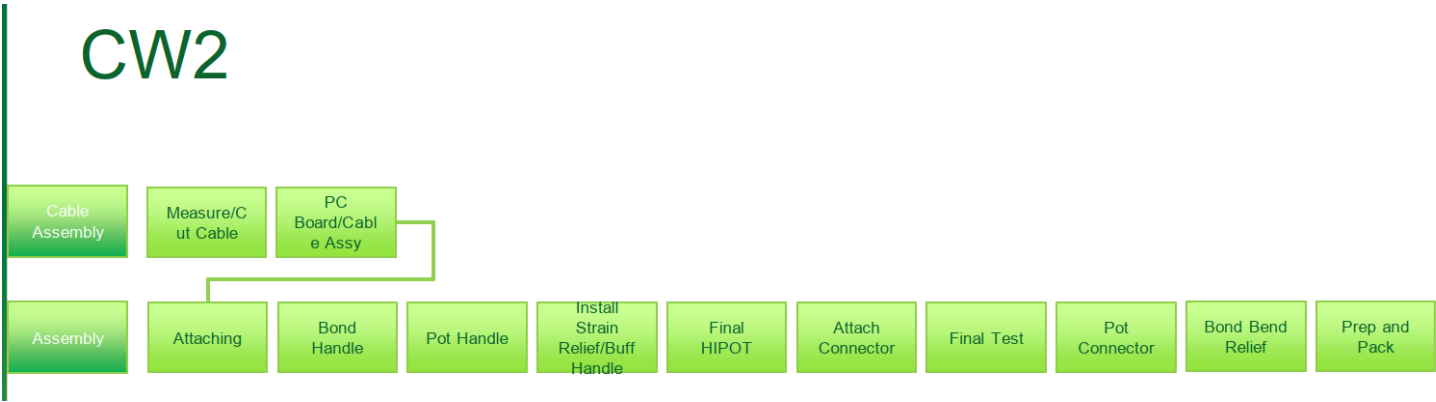 CW2
Cable
Assembly
Measure/C
ut Cable
PC
Board/Cabl
e Assy
Assembly
Attaching
Bond
Handle
Pot Handle
Install
Strain
Relief/Buff
Handle
Final
HIPOT
Attach
Connector
Final Test
Pot
Connector
Bond Bend
Relief
Prep and
Pack